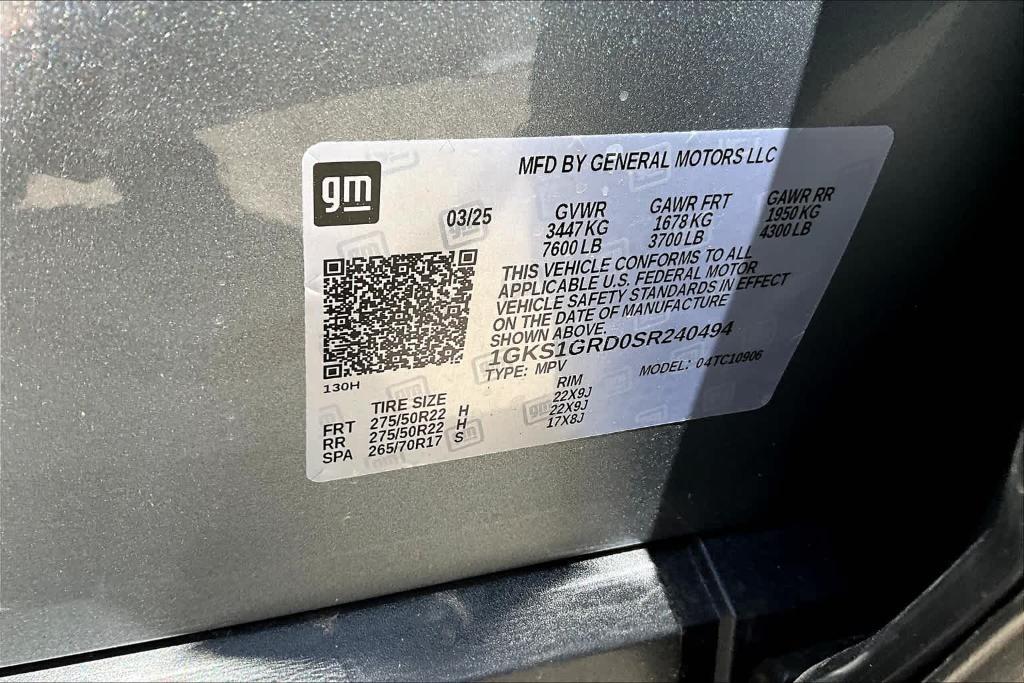 gm
MFD BY GENERAL MOTORS LLC
03/25
GVWR GAWR FRT GAWR RR
3447 KG 1678 KG 1950 KG
7600 LB 3700 LB 4300 LB
THIS VEHICLE CONFORMS TO ALL
APPLICABLE U.S. FEDERAL MOTOR
VEHICLE SAFETY STANDARDS IN EFFECT
ON THE DATE OF MANUFACTURE
SHOWN ABOVE.
1GKS1GRD0SR240494
TYPE: MPV MODEL: 04TC10906
130H
TIRE SIZE RIM
FRT 275/50R22 H 22X9J
RR 275/50R22 H 22X9J
SPA 265/70R17 S 17X8J